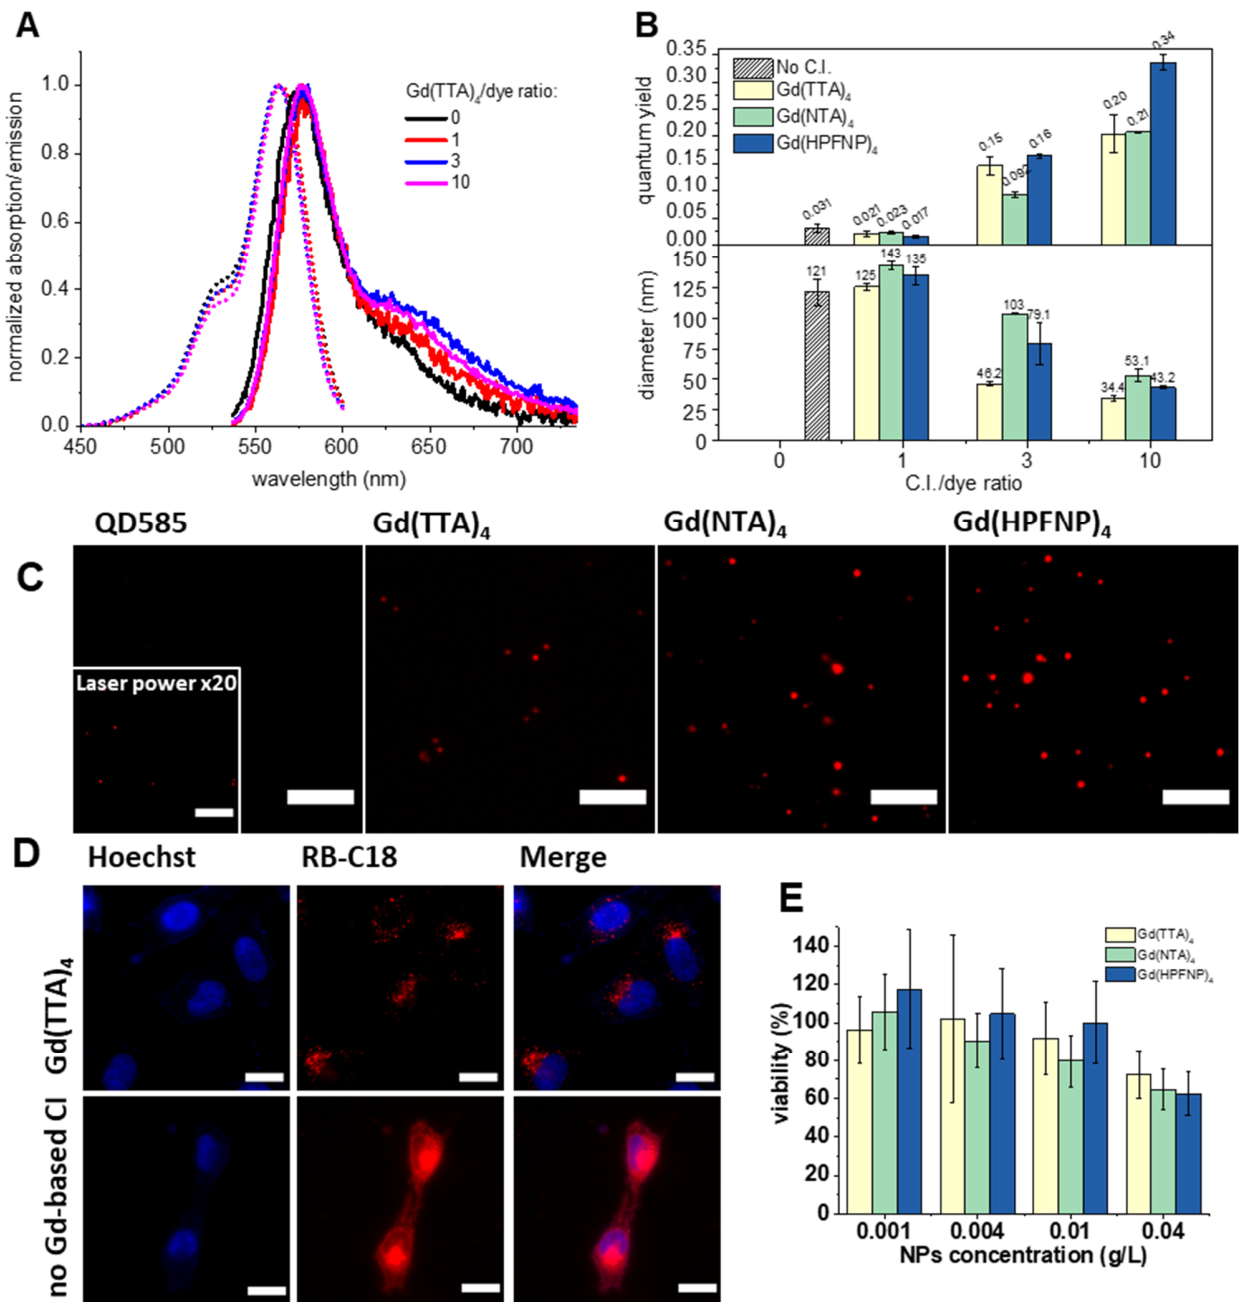 A
normalized absorption/emission
1.0
0.8
0.6
0.4
0.2
0.0
450
500
550
600
650
700
wavelength (nm)
Gd(TTA)4/dye ratio:
0
1
3
10
B
quantum yield
0.35
0.30
0.25
0.20
0.15
0.10
0.05
0.00
No C.I.
Gd(TTA)4
Gd(NTA)4
Gd(HPFNP)4
0.031
0.021
0.023
0.017
0.15
0.092
0.16
0.20
0.21
0.34
diameter (nm)
150
125
100
75
50
25
0
121
125
143
135
46.2
103
79.1
34.4
53.1
43.2
0
1
3
10
C.I./dye ratio
C
QD585
Gd(TTA)4
Gd(NTA)4
Gd(HPFNP)4
Laser power x20
D
Hoechst
RB-C18
Merge
Gd(TTA)4
no Gd-based CI
E
viability (%)
140
120
100
80
60
40
20
0
Gd(TTA)4
Gd(NTA)4
Gd(HPFNP)4
0.001
0.004
0.01
0.04
NPs concentration (g/L)